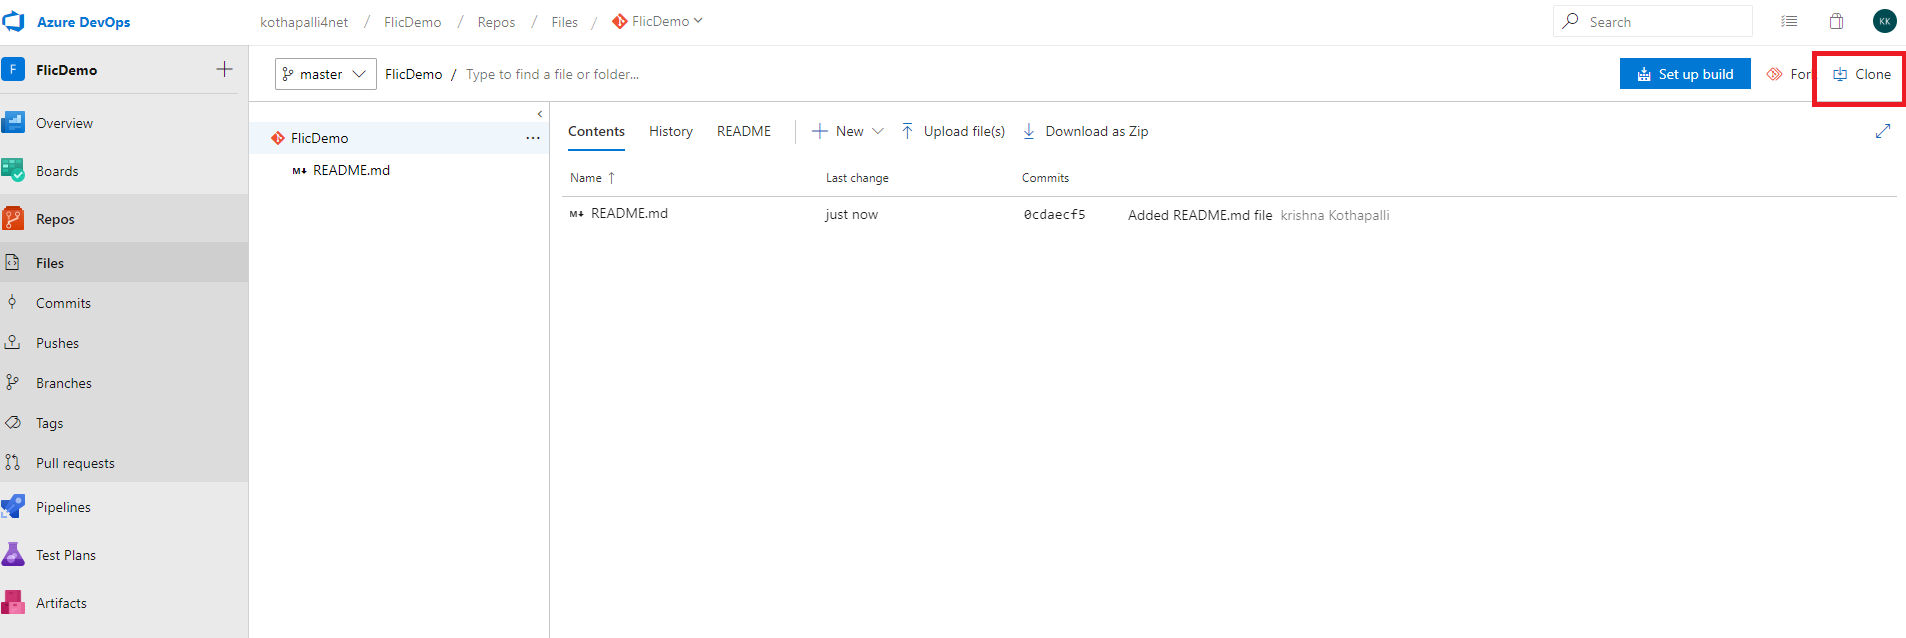 Azure DevOps
kothapalli4net / FlicDemo / Repos / Files / FlicDemo
Search
KK
F FlicDemo
master FlicDemo / Type to find a file or folder...
Set up build
For
Clone
Overview
Boards
Repos
Files
Commits
Pushes
Branches
Tags
Pull requests
Pipelines
Test Plans
Artifacts
FlicDemo ...
M↓ README.md
Contents History README New Upload file(s) Download as Zip
Name ↑ Last change Commits
M↓ README.md just now 0cdaecf5 Added README.md file krishna Kothapalli